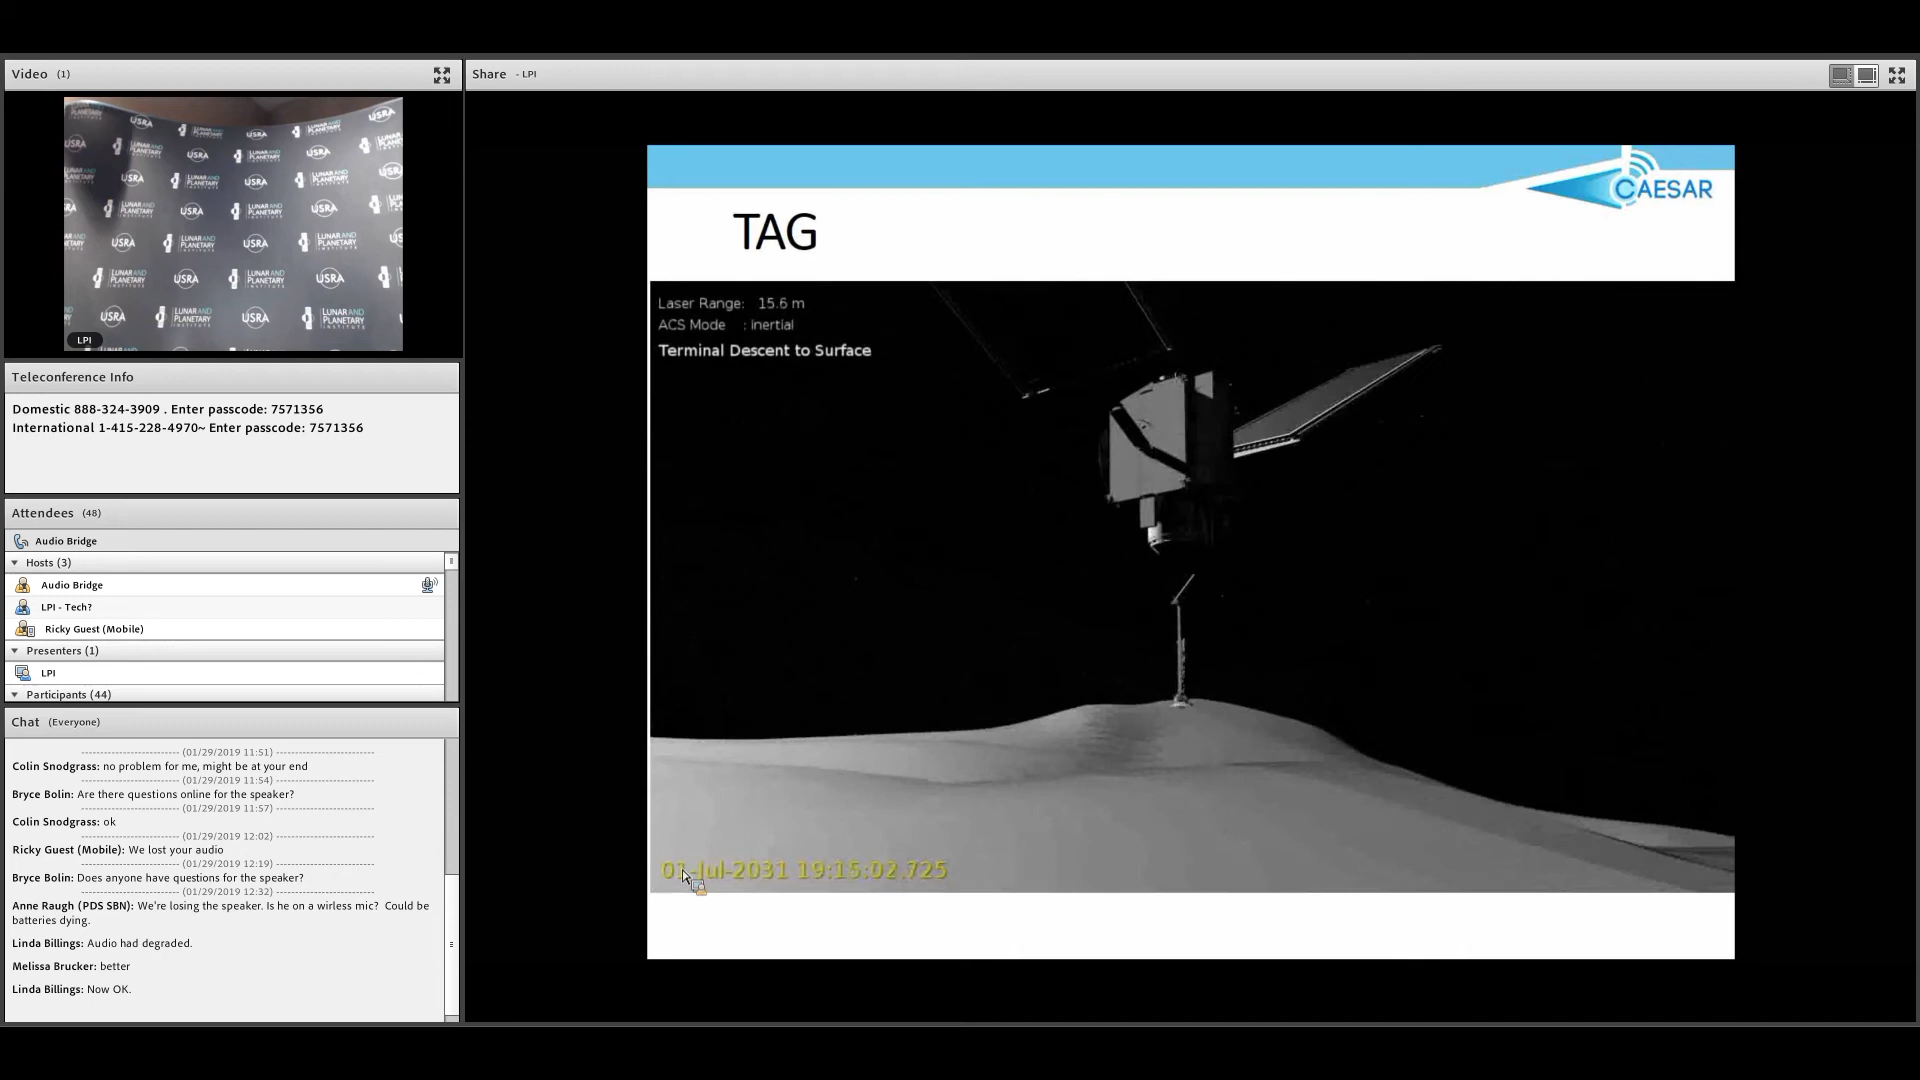 Video (1)
USRA
LUNAR AND PLANETARY INSTITUTE
LPI
Teleconference Info
Domestic 888-324-3909 . Enter passcode: 7571356
International 1-415-228-4970~ Enter passcode: 7571356
Attendees (48)
Audio Bridge
Hosts (3)
Audio Bridge
LPI - Tech?
Ricky Guest (Mobile)
Presenters (1)
LPI
Participants (44)
Chat (Everyone)
------------------------ (01/29/2019 11:51) ------------------------
Colin Snodgrass: no problem for me, might be at your end
------------------------ (01/29/2019 11:54) ------------------------
Bryce Bolin: Are there questions online for the speaker?
------------------------ (01/29/2019 11:57) ------------------------
Colin Snodgrass: ok
------------------------ (01/29/2019 12:02) ------------------------
Ricky Guest (Mobile): We lost your audio
------------------------ (01/29/2019 12:19) ------------------------
Bryce Bolin: Does anyone have questions for the speaker?
------------------------ (01/29/2019 12:32) ------------------------
Anne Raugh (PDS SBN): We're losing the speaker. Is he on a wirless mic? Could be
batteries dying.
Linda Billings: Audio had degraded.
Melissa Brucker: better
Linda Billings: Now OK.
Share - LPI
CAESAR
TAG
Laser Range: 15.6 m
ACS Mode : inertial
Terminal Descent to Surface
-Jul-2031 19:15:02.725